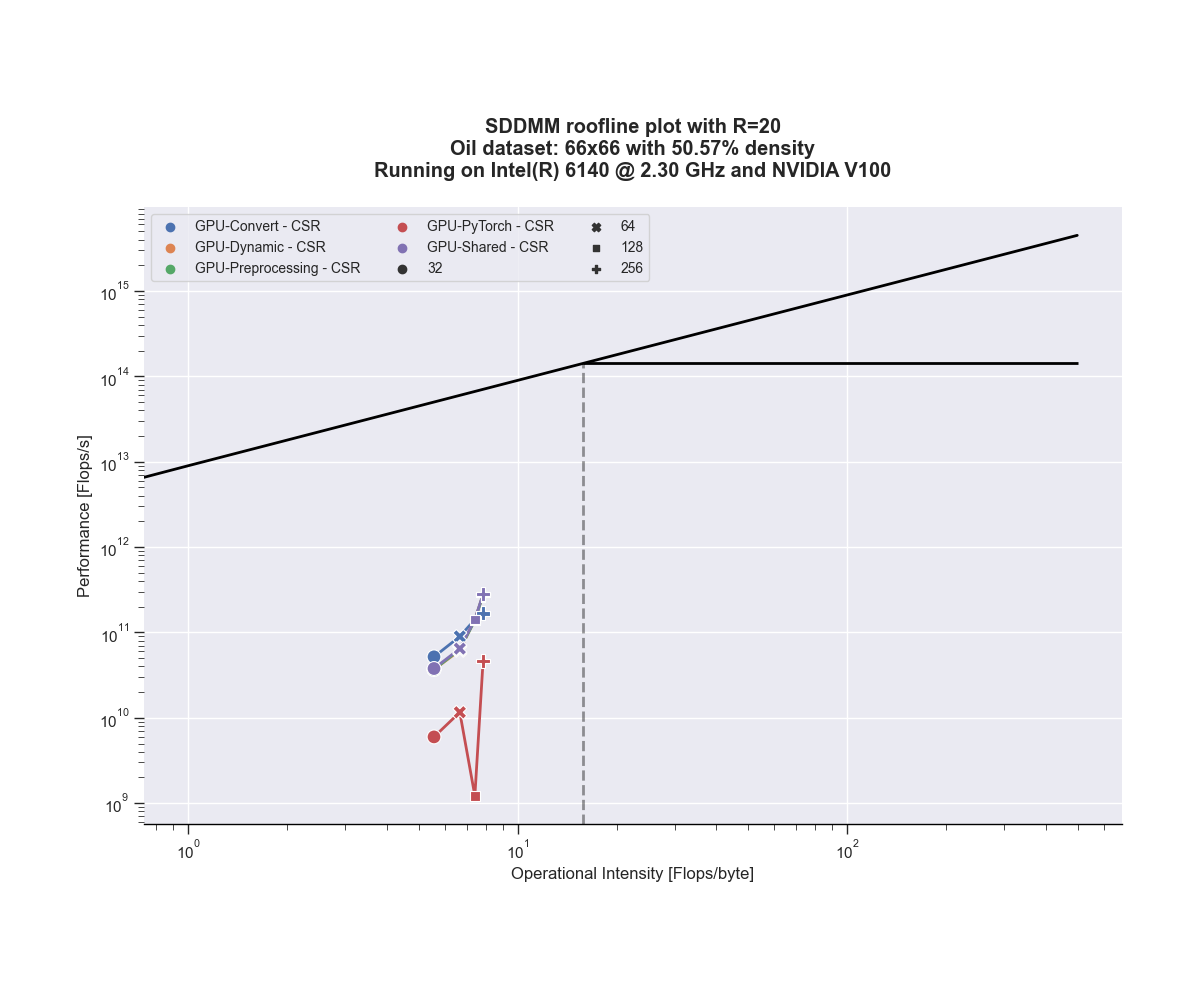 SDDMM roofline plot with R=20
Oil dataset: 66x66 with 50.57% density
Running on Intel(R) 6140 @ 2.30 GHz and NVIDIA V100
GPU-Convert - CSR
GPU-Dynamic - CSR
GPU-Preprocessing - CSR
GPU-PyTorch - CSR
GPU-Shared - CSR
32
64
128
256
Performance [Flops/s]
10^15
10^14
10^13
10^12
10^11
10^10
10^9
10^0
10^1
10^2
Operational Intensity [Flops/byte]